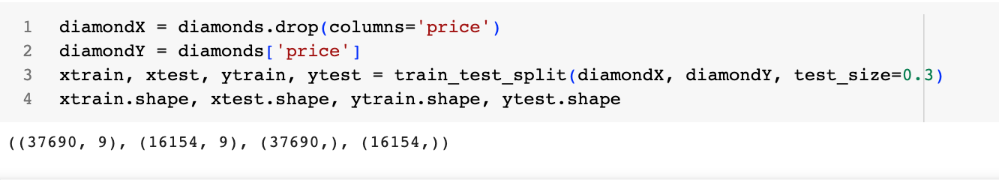 1 diamondX = diamonds.drop(columns='price')
2 diamondY = diamonds['price']
3 xtrain, xtest, ytrain, ytest = train_test_split(diamondX, diamondY, test_size=0.3)
4 xtrain.shape, xtest.shape, ytrain.shape, ytest.shape
((37690, 9), (16154, 9), (37690,), (16154,))